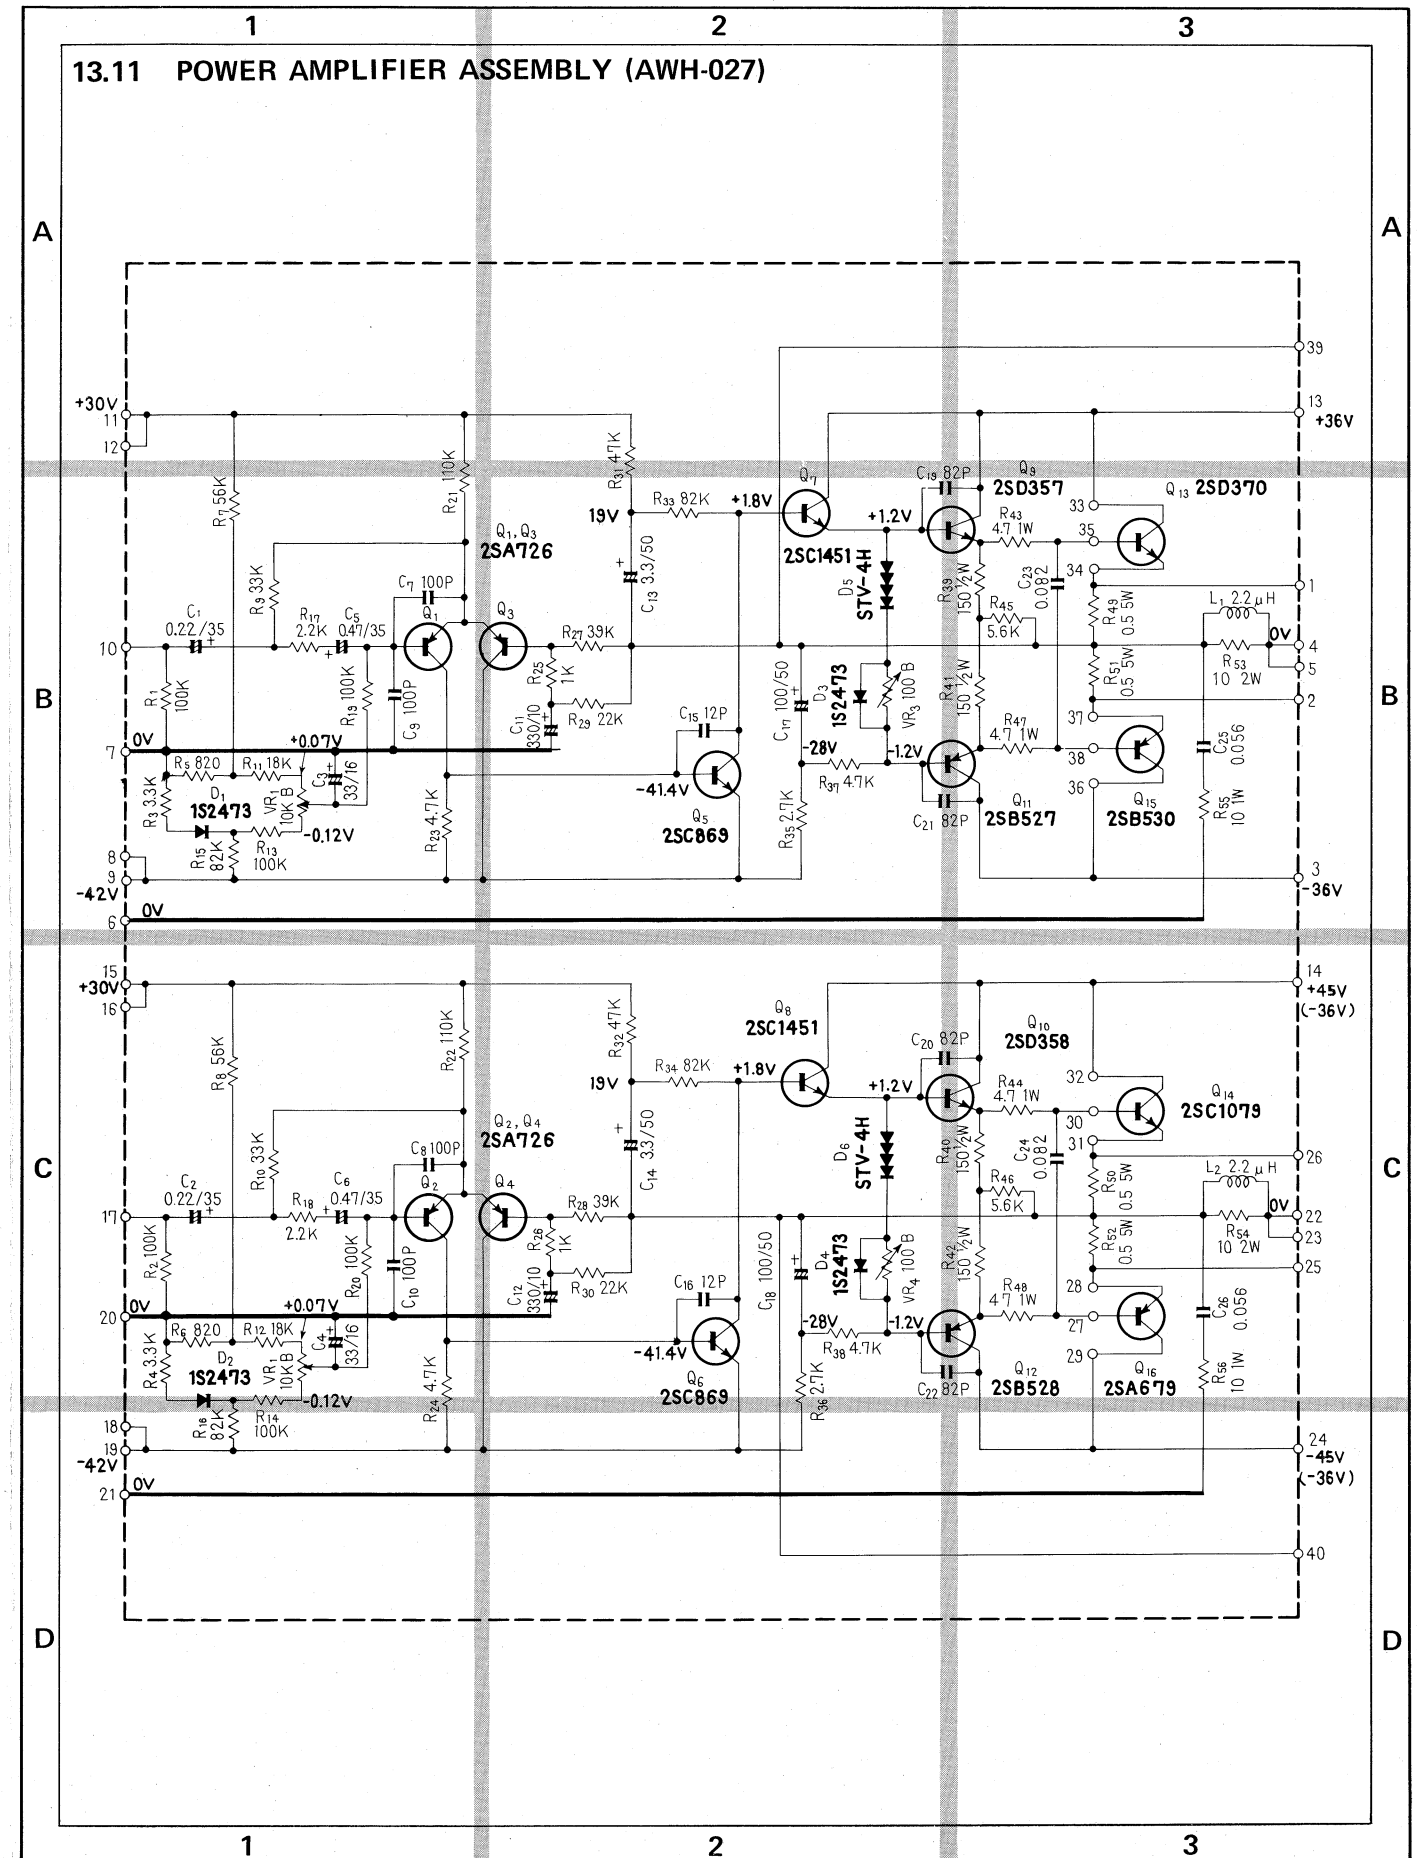 1 2 3
13.11 POWER AMPLIFIER ASSEMBLY (AWH-027)
A A
39
+30V
11
12
13
+36V
R7 56K
R21 110K
R31 47K
R33 82K
19V
+1.8V
Q7
2SC1451
C19 82P
+1.2V
Q9
2SD357
Q13 2SD370
R43
4.7 1W
33
35
34
Q1, Q3
2SA726
R9 33K
C7 100P
Q1
Q3
C13 3.3/50
D5
STV-4H
R39
150 1/2W
C23
0.082
R45
5.6K
R49
0.5 5W
1
L1 2.2µH
0V
4
5
R53
10 2W
C1
0.22/35
R17
2.2K
C5
0.47/35
10
R27 39K
R25
1K
R29 22K
C11
330/10
R1
100K
R19 100K
C9 100P
C15 12P
C17 100/50
D3
1S2473
VR3 100 B
R41
150 1/2W
R51
0.5 5W
2
B B
37
38
36
R47
4.7 1W
0V
7
+0.07V
R5 820
R11 18K
C3
33/16
R3 3.3K
D1
1S2473
VR1
10K B
-0.12V
R15
82K
R13
100K
R23 4.7K
-41.4V
Q5
2SC869
-28V
R37 4.7K
-1.2V
R35 2.7K
C21 82P
Q11
2SB527
Q15
2SB530
C25
0.056
R55
10 1W
8
9
-42V
6
0V
3
-36V
15
+30V
16
14
+45V
(-36V)
R8 56K
R22 110K
R32 47K
R34 82K
19V
+1.8V
Q8
2SC1451
C20 82P
+1.2V
Q10
2SD358
R44
4.7 1W
32
30
31
Q14
2SC1079
Q2, Q4
2SA726
R10 33K
C8 100P
Q2
Q4
C14 3.3/50
D6
STV-4H
R40
150 1/2W
C24
0.082
R46
5.6K
R50
0.5 5W
26
L2 2.2µH
0V
22
23
R54
10 2W
C C
C2
0.22/35
R18
2.2K
C6
0.47/35
17
R28 39K
R26
1K
R30 22K
C12
330/10
R2 100K
R20
100K
C10 100P
C16 12P
C18 100/50
D4
1S2473
VR4 100 B
R42
150 1/2W
R52
0.5 5W
25
28
27
29
R48
4.7 1W
20
0V
+0.07V
R6 820
R12 18K
C4
33/16
R4 3.3K
D2
1S2473
VR1
10K B
-0.12V
R16
82K
R14
100K
R24 4.7K
-41.4V
Q6
2SC869
-28V
R38 4.7K
-1.2V
R36 2.7K
C22 82P
Q12
2SB528
Q16
2SA679
C26
0.056
R56
10 1W
18
19
-42V
21
0V
24
-45V
(-36V)
40
D D
1 2 3